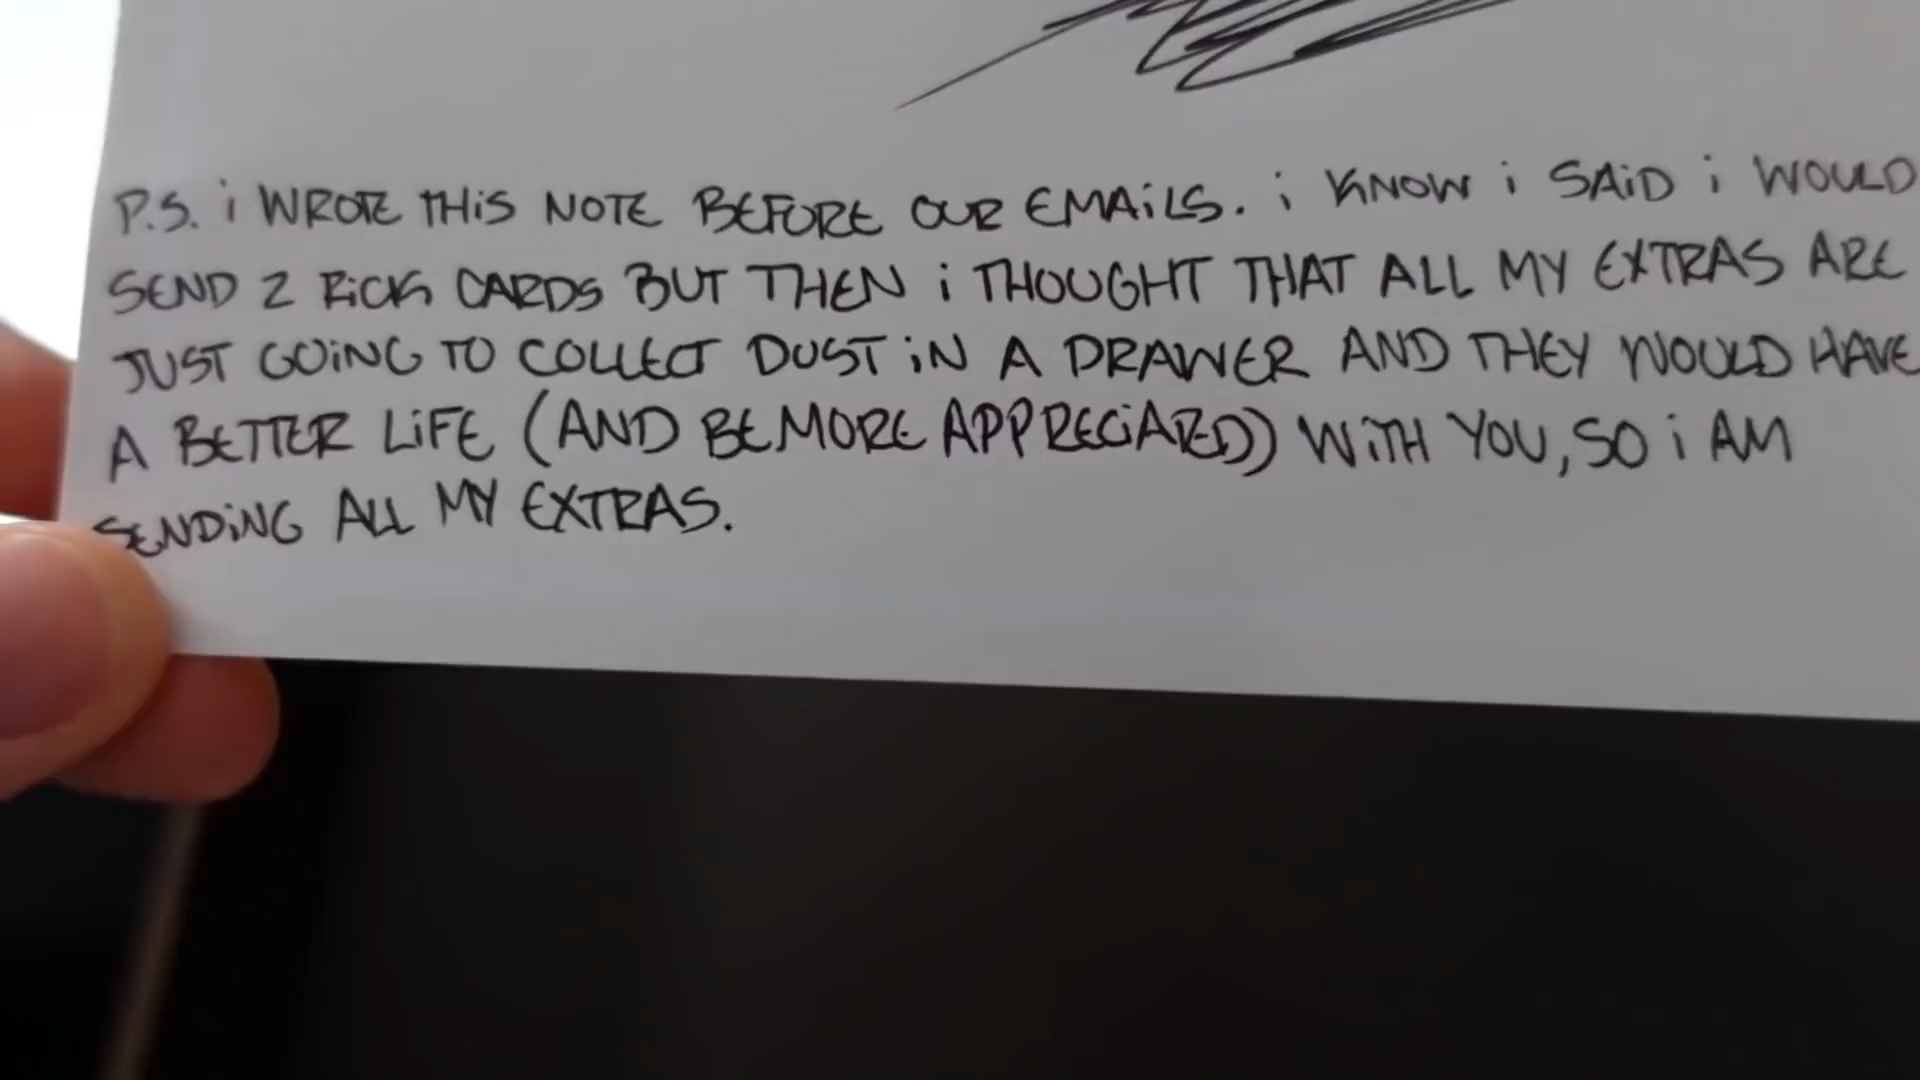 P.S. i WROTE THiS NOTE BEFORE OUR EMAiLS. i KNOW i SAiD i WOULD
SEND 2 RiCK CARDS BUT THEN i THOUGHT THAT ALL MY EXTRAS ARE
JUST GOiNG TO COLLECT DUST iN A DRAWER AND THEY WOULD HAVE
A BETTER LiFE (AND BE MORE APPRECiATED) WiTH YOU, SO i AM
SENDiNG ALL MY EXTRAS.